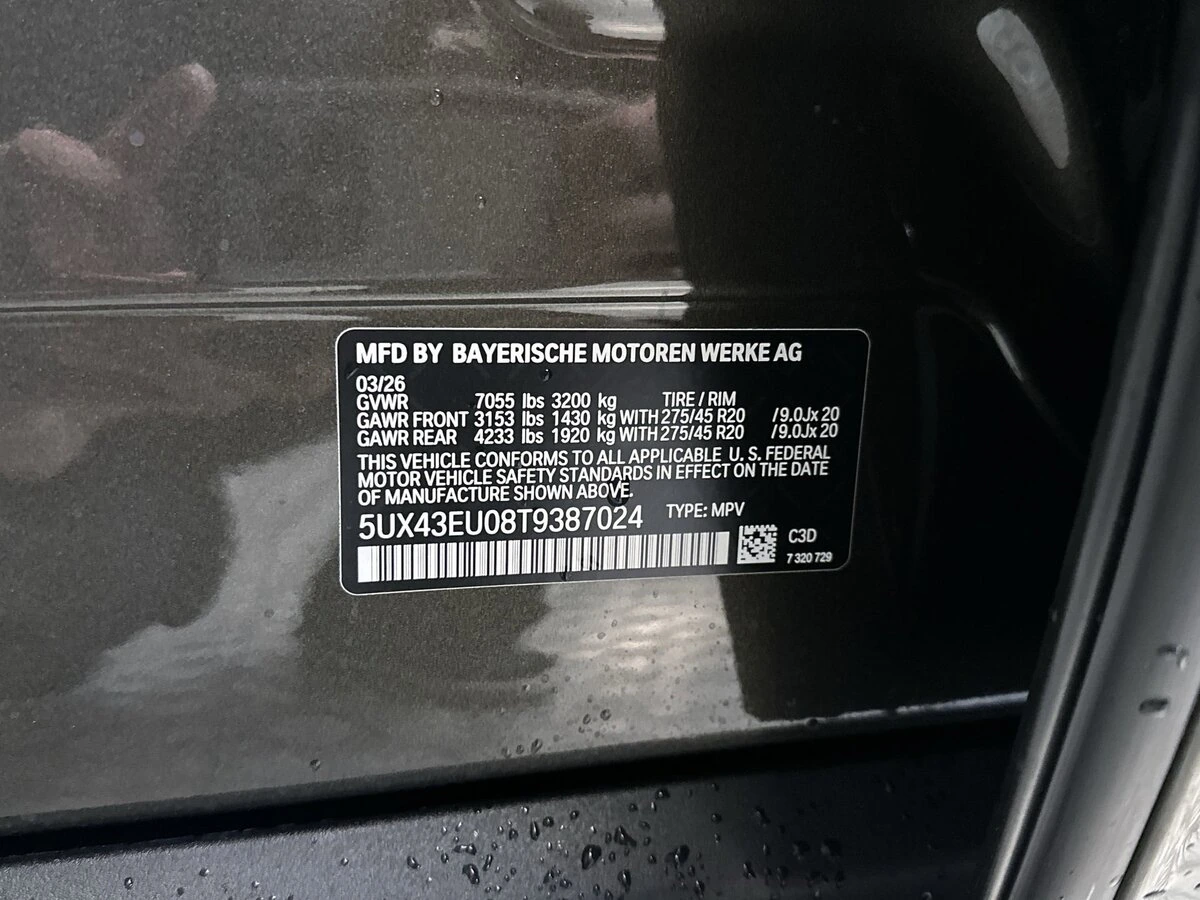 MFD BY BAYERISCHE MOTOREN WERKE AG
03/26
GVWR 7055 lbs 3200 kg TIRE / RIM
GAWR FRONT 3153 lbs 1430 kg WITH 275/45 R20 /9.0Jx 20
GAWR REAR 4233 lbs 1920 kg WITH 275/45 R20 /9.0Jx 20
THIS VEHICLE CONFORMS TO ALL APPLICABLE U. S. FEDERAL
MOTOR VEHICLE SAFETY STANDARDS IN EFFECT ON THE DATE
OF MANUFACTURE SHOWN ABOVE.
5UX43EU08T9387024 TYPE: MPV
C3D
7 320 729